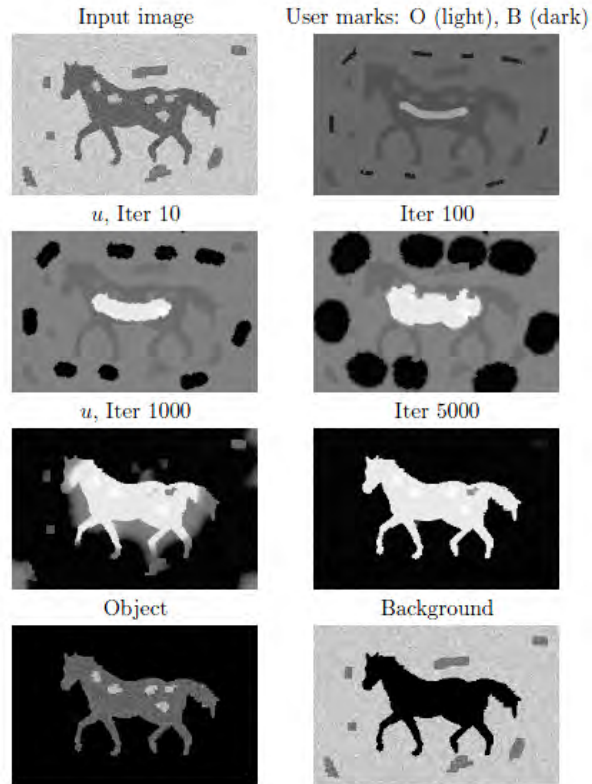 Input image
User marks: O (light), B (dark)
u, Iter 10
Iter 100
u, Iter 1000
Iter 5000
Object
Background